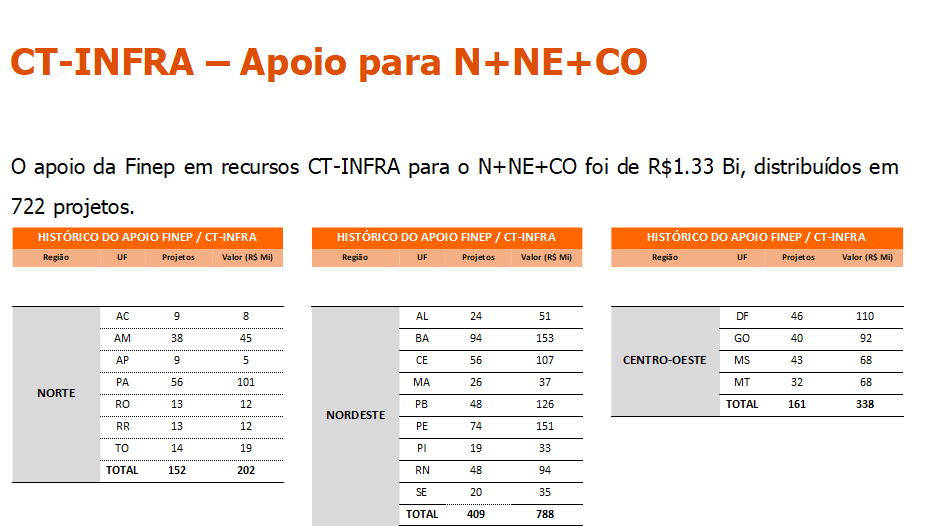 CT-INFRA – Apoio para N+NE+CO
O apoio da Finep em recursos CT-INFRA para o N+NE+CO foi de R$1.33 Bi, distribuídos em
722 projetos.
HISTÓRICO DO APOIO FINEP / CT-INFRA
Região UF Projetos Valor (R$ Mi)
NORTE
AC 9 8
AM 38 45
AP 9 5
PA 56 101
RO 13 12
RR 13 12
TO 14 19
TOTAL 152 202
HISTÓRICO DO APOIO FINEP / CT-INFRA
Região UF Projetos Valor (R$ Mi)
NORDESTE
AL 24 51
BA 94 153
CE 56 107
MA 26 37
PB 48 126
PE 74 151
PI 19 33
RN 48 94
SE 20 35
TOTAL 409 788
HISTÓRICO DO APOIO FINEP / CT-INFRA
Região UF Projetos Valor (R$ Mi)
CENTRO-OESTE
DF 46 110
GO 40 92
MS 43 68
MT 32 68
TOTAL 161 338